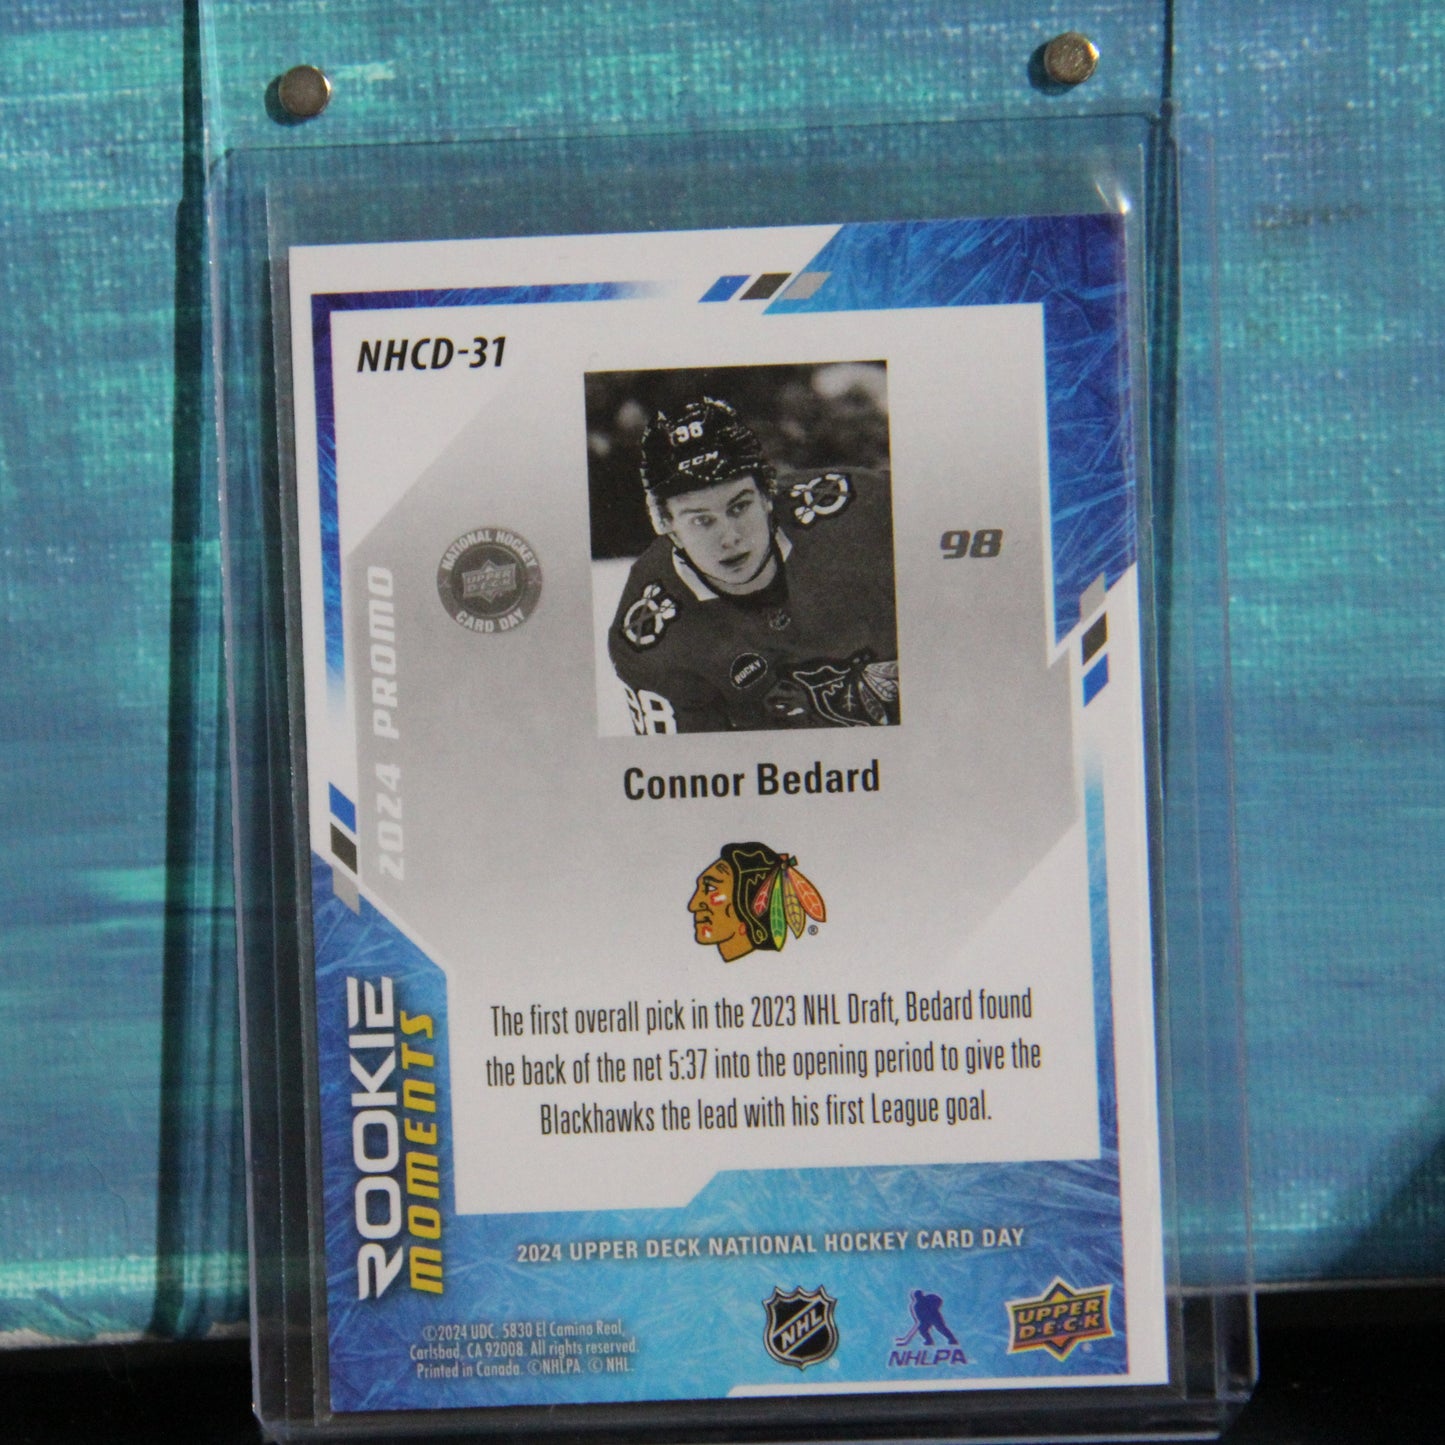 NHCD-31
98
CCM
NATIONAL HOCKEY
UPPER
DECK
CARD DAY
98
2024 PROMO
ROCKY
98
Connor Bedard
®
The first overall pick in the 2023 NHL Draft, Bedard found
the back of the net 5:37 into the opening period to give the
Blackhawks the lead with his first League goal.
ROOKIE
MOMENTS
2024 UPPER DECK NATIONAL HOCKEY CARD DAY
©2024 UDC. 5830 El Camino Real,
Carlsbad, CA 92008. All rights reserved.
Printed in Canada. ©NHLPA. © NHL.
NHL
®
NHLPA
UPPER
D·E·C·K
®